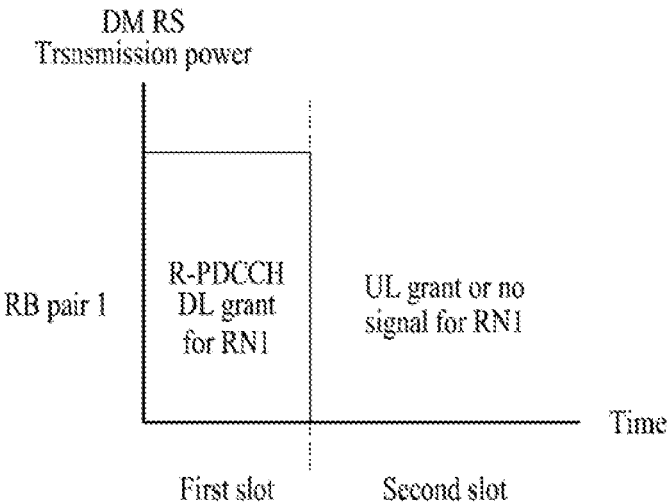 DM RS
Trsnsmission power
RB pair 1
R-PDCCH
DL grant
for RN1
UL grant or no
signal for RN1
Time
First slot
Second slot